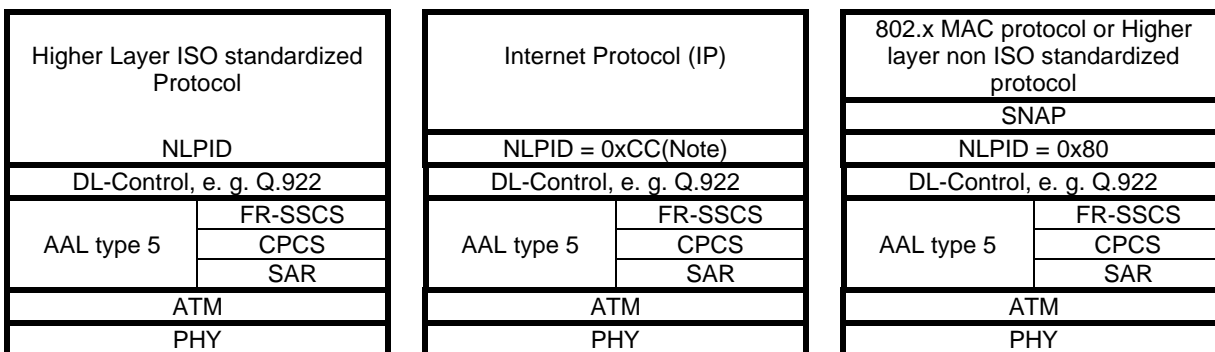 Higher Layer ISO standardized
Protocol
NLPID
DL-Control, e. g. Q.922
AAL type 5
FR-SSCS
CPCS
SAR
ATM
PHY
Internet Protocol (IP)
NLPID = 0xCC(Note)
DL-Control, e. g. Q.922
AAL type 5
FR-SSCS
CPCS
SAR
ATM
PHY
802.x MAC protocol or Higher
layer non ISO standardized
protocol
SNAP
NLPID = 0x80
DL-Control, e. g. Q.922
AAL type 5
FR-SSCS
CPCS
SAR
ATM
PHY